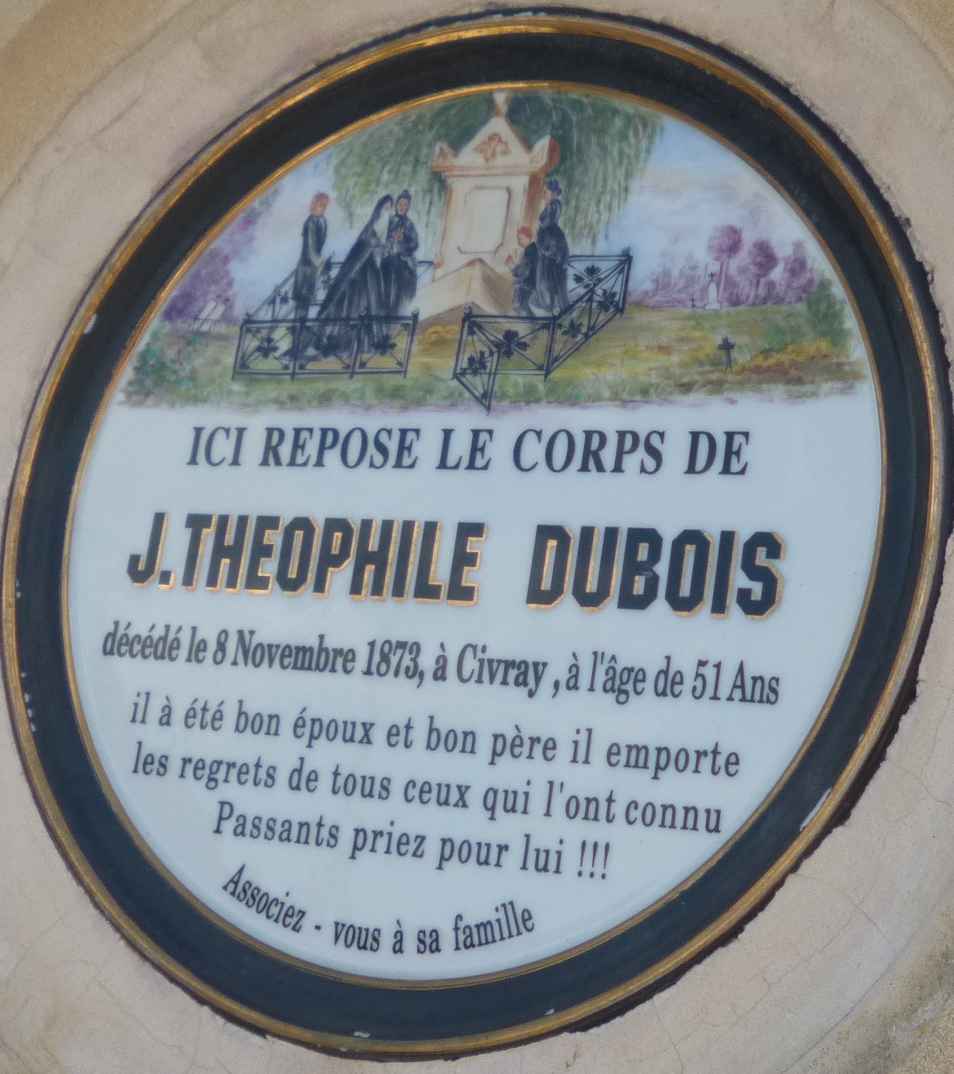 ICI REPOSE LE CORPS DE
J. THEOPHILE DUBOIS
décédé le 8 Novembre 1873, à Civray, à l'âge de 51 Ans
il à été bon époux et bon père il emporte
les regrets de tous ceux qui l'ont connu
Passants priez pour lui !!!
Associez - vous à sa famille